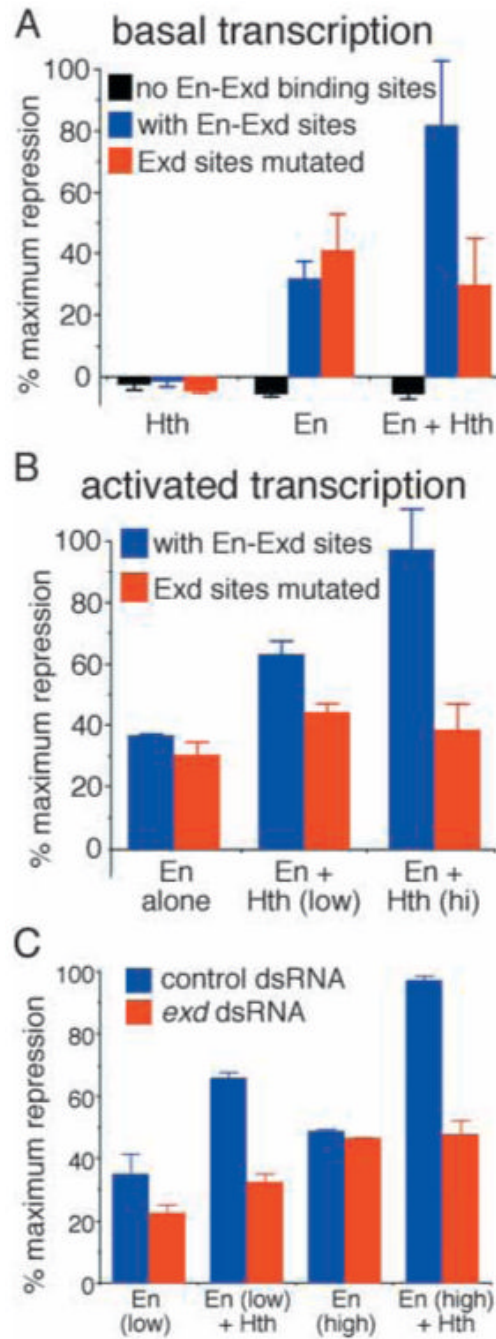 A basal transcription
100
no En-Exd binding sites
80
with En-Exd sites
60
Exd sites mutated
40
20
0
% maximum repression
Hth En En + Hth
B activated transcription
100
with En-Exd sites
80
Exd sites mutated
60
40
20
0
% maximum repression
En alone
En + Hth (low)
En + Hth (hi)
C
100
control dsRNA
80
exd dsRNA
60
40
20
0
% maximum repression
En (low)
En (low) + Hth
En (high)
En (high) + Hth